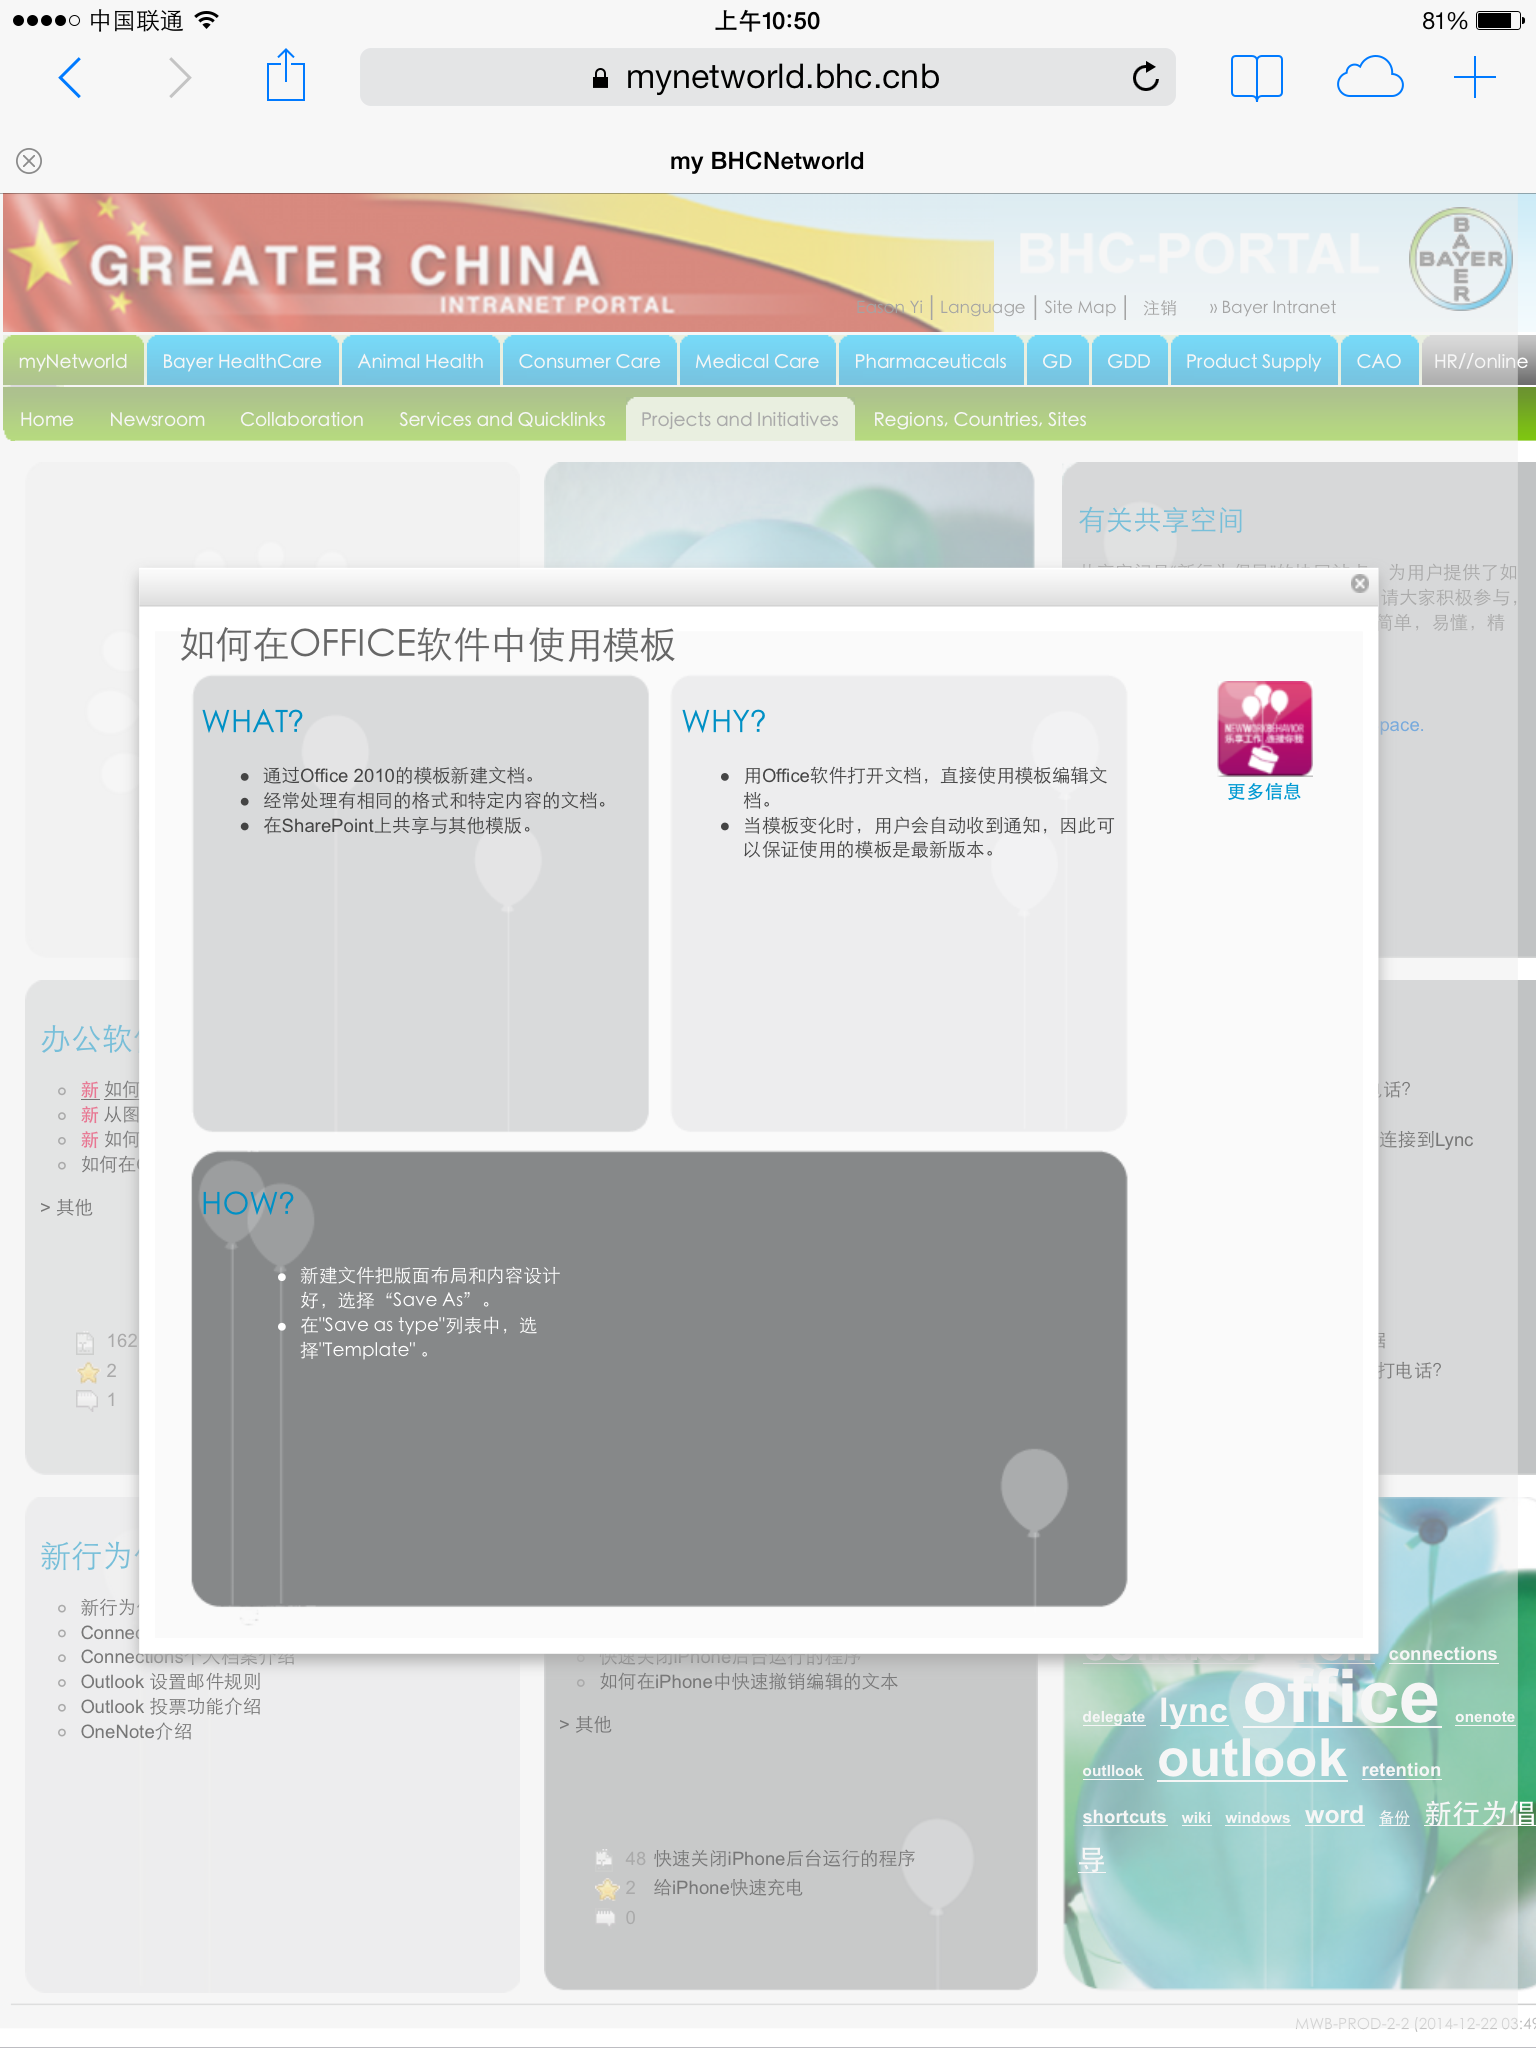 中国联通
上午10:50
81%
mynetworld.bhc.cnb
my BHCNetworld
GREATER CHINA
INTRANET PORTAL
BHC-PORTAL
BAYER
BAYER
Yi | Language | Site Map | 注销 » Bayer Intranet
myNetworld
Bayer HealthCare
Animal Health
Consumer Care
Medical Care
Pharmaceuticals
GD
GDD
Product Supply
CAO
HR//online
Home
Newsroom
Collaboration
Services and Quicklinks
Projects and Initiatives
Regions, Countries, Sites
有关共享空间
为用户提供了如
请大家积极参与,
简单，易懂，精
pace.
如何在OFFICE软件中使用模板
WHAT?
通过Office 2010的模板新建文档。
经常处理有相同的格式和特定内容的文档。
在SharePoint上共享与其他模版。
WHY?
用Office软件打开文档，直接使用模板编辑文
档。
当模板变化时，用户会自动收到通知，因此可
以保证使用的模板是最新版本。
NEWWORKBEHAVIOR
乐享工作 连接你我
更多信息
HOW?
新建文件把版面布局和内容设计
好，选择“Save As”。
在"Save as type"列表中，选
择"Template"。
办公软
新 如何
新 从图
新 如何
如何在
> 其他
162
2
1
话?
连接到Lync
打电话?
新行为
新行为
Connec
Connections个人档案介绍
Outlook 设置邮件规则
Outlook 投票功能介绍
OneNote介绍
快速关闭iPhone后台运行的程序
如何在iPhone中快速撤销编辑的文本
> 其他
48 快速关闭iPhone后台运行的程序
2 给iPhone快速充电
0
connections
delegate lync office onenote
outllook outlook retention
shortcuts wiki windows word 备份 新行为倡
导
MWB-PROD-2-2 (2014-12-22 03:49